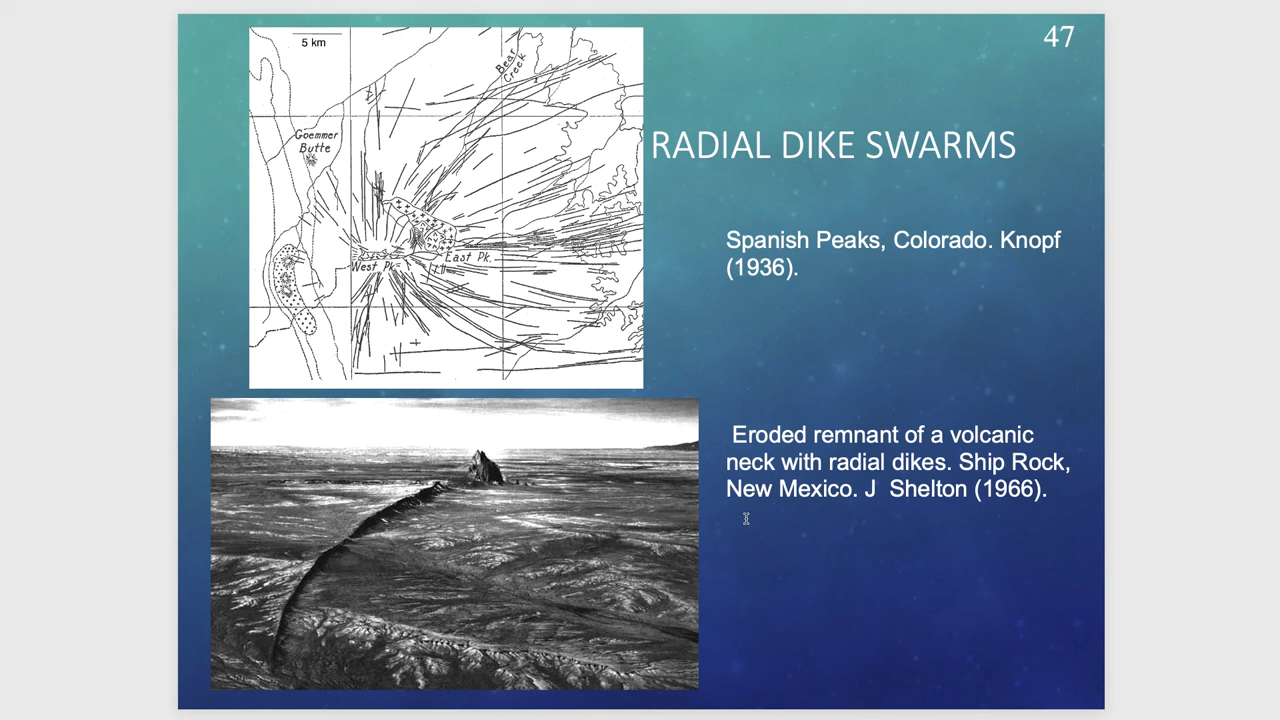 47
5 km
Bear
Creek
Goemmer
Butte
RADIAL DIKE SWARMS
Spanish Peaks, Colorado. Knopf
(1936).
West Pk.
East Pk.
Eroded remnant of a volcanic
neck with radial dikes. Ship Rock,
New Mexico. J  Shelton (1966).